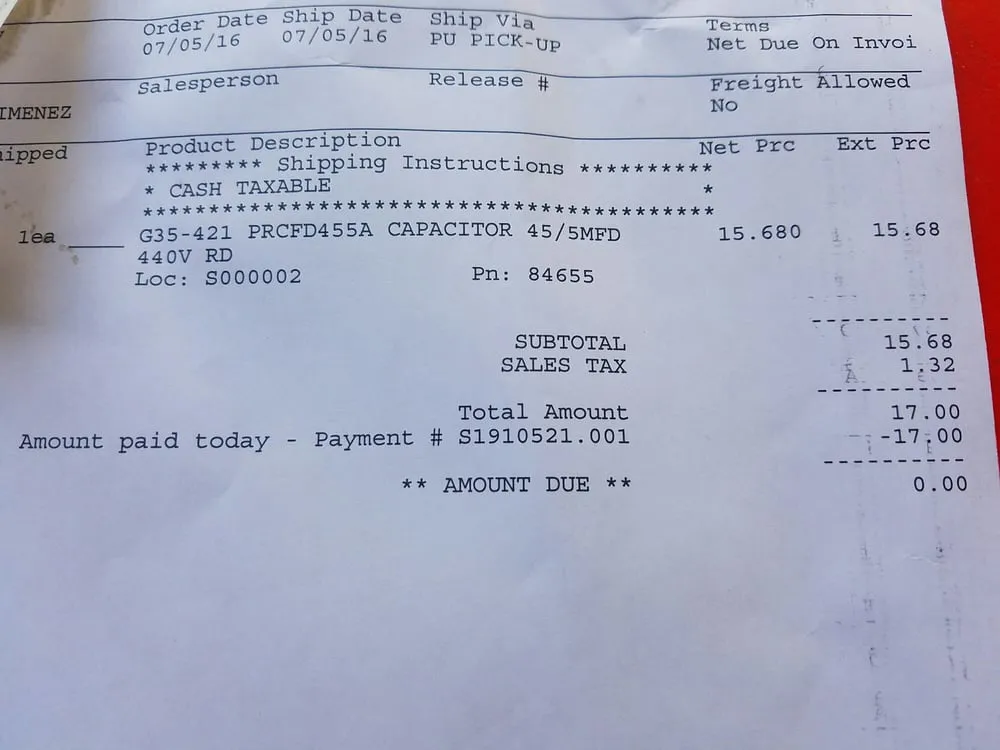 Order Date Ship Date Ship Via Terms
07/05/16 07/05/16 PU PICK-UP Net Due On Invoi
Salesperson Release # Freight Allowed
IMENEZ No
hipped Product Description Net Prc Ext Prc
******** Shipping Instructions **********
* CASH TAXABLE *
********************************************
1ea ____ G35-421 PRCFD455A CAPACITOR 45/5MFD 15.680 15.68
440V RD
Loc: S000002 Pn: 84655
----------
SUBTOTAL 15.68
SALES TAX 1.32
----------
Total Amount 17.00
Amount paid today - Payment # S1910521.001 -17.00
----------
** AMOUNT DUE ** 0.00